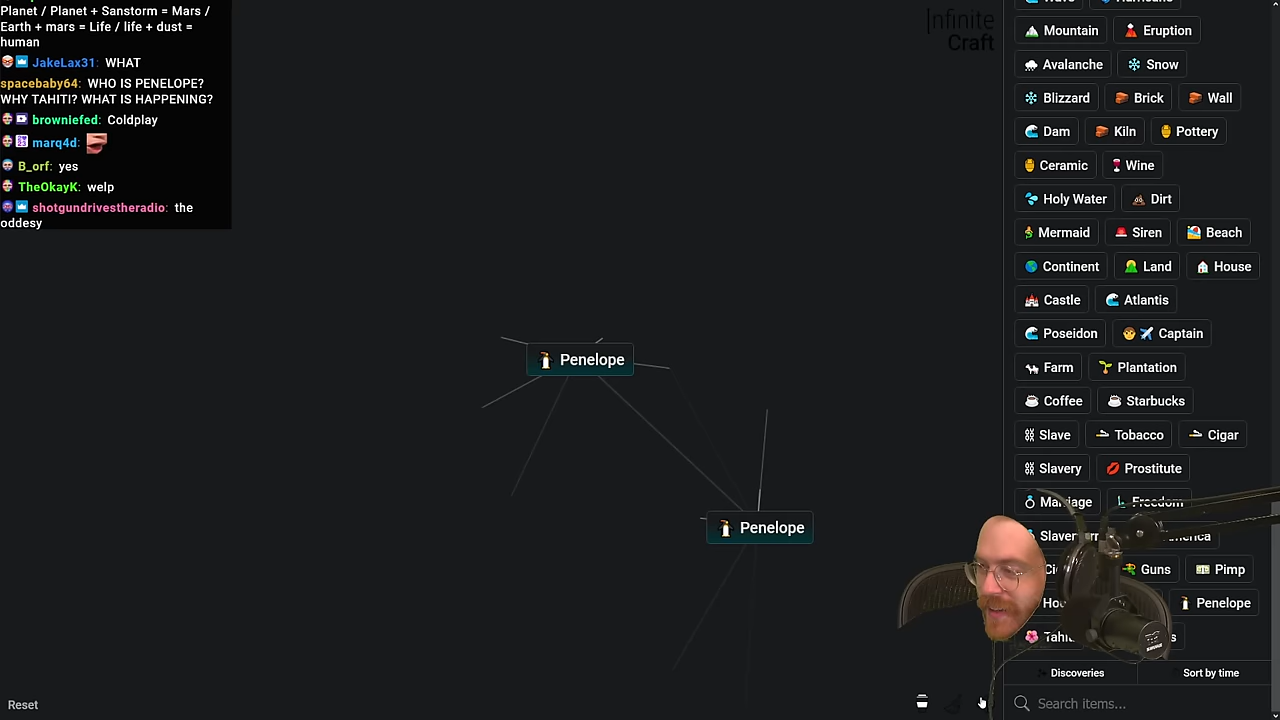 Planet / Planet + Sanstorm = Mars /
Earth + mars = Life / life + dust =
human
JakeLax31: WHAT
spacebaby64: WHO IS PENELOPE?
WHY TAHITI? WHAT IS HAPPENING?
brownlefed: Coldplay
marq4d:
B_orf: yes
TheOkayK: welp
shotgundrivestheradio: the
oddesy
Infinite
Craft
Penelope
Penelope
Mountain Eruption
Avalanche Snow
Blizzard Brick Wall
Dam Kiln Pottery
Ceramic Wine
Holy Water Dirt
Mermaid Siren Beach
Continent Land House
Castle Atlantis
Poseidon Captain
Farm Plantation
Coffee Starbucks
Slave Tobacco Cigar
Slavery Prostitute
Marriage Freedom
Guns Pimp
Penelope
Discoveries Sort by time
Search items...
Reset